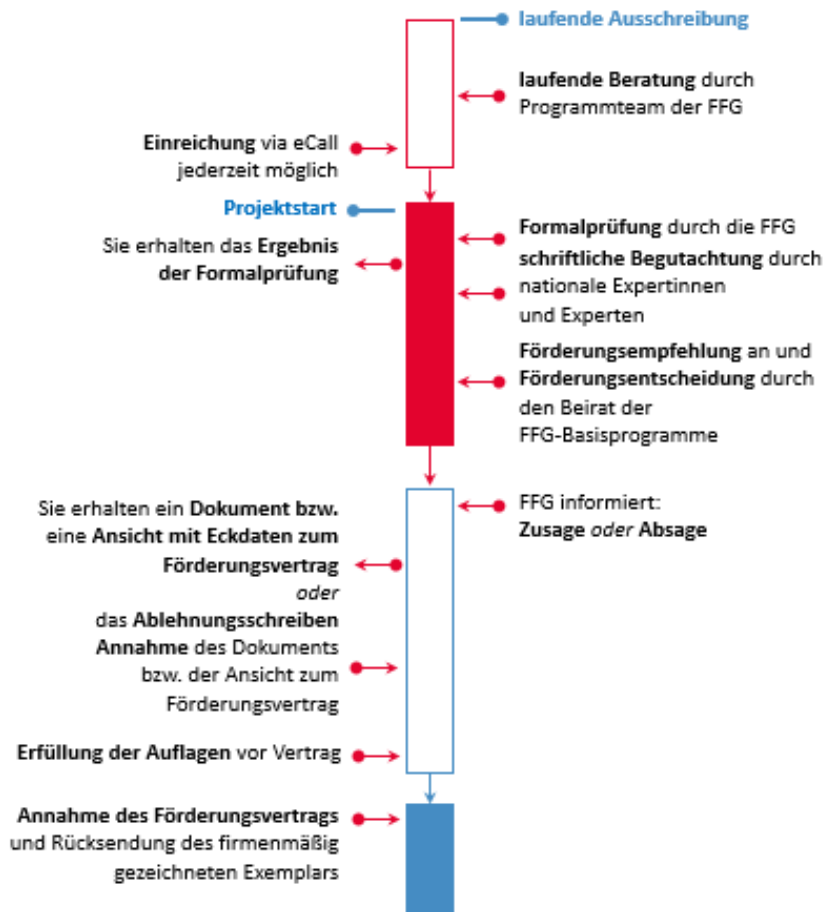 laufende Ausschreibung
laufende Beratung durch
Programmteam der FFG
Einreichung via eCall
jederzeit möglich
Projektstart
Formalprüfung durch die FFG
Sie erhalten das Ergebnis
der Formalprüfung
schriftliche Begutachtung durch
nationale Expertinnen
und Experten
Förderungsempfehlung an und
Förderungsentscheidung durch
den Beirat der
FFG-Basisprogramme
FFG informiert:
Zusage oder Absage
Sie erhalten ein Dokument bzw.
eine Ansicht mit Eckdaten zum
Förderungsvertrag
oder
das Ablehnungsschreiben
Annahme des Dokuments
bzw. der Ansicht zum
Förderungsvertrag
Erfüllung der Auflagen vor Vertrag
Annahme des Förderungsvertrags
und Rücksendung des firmenmäßig
gezeichneten Exemplars